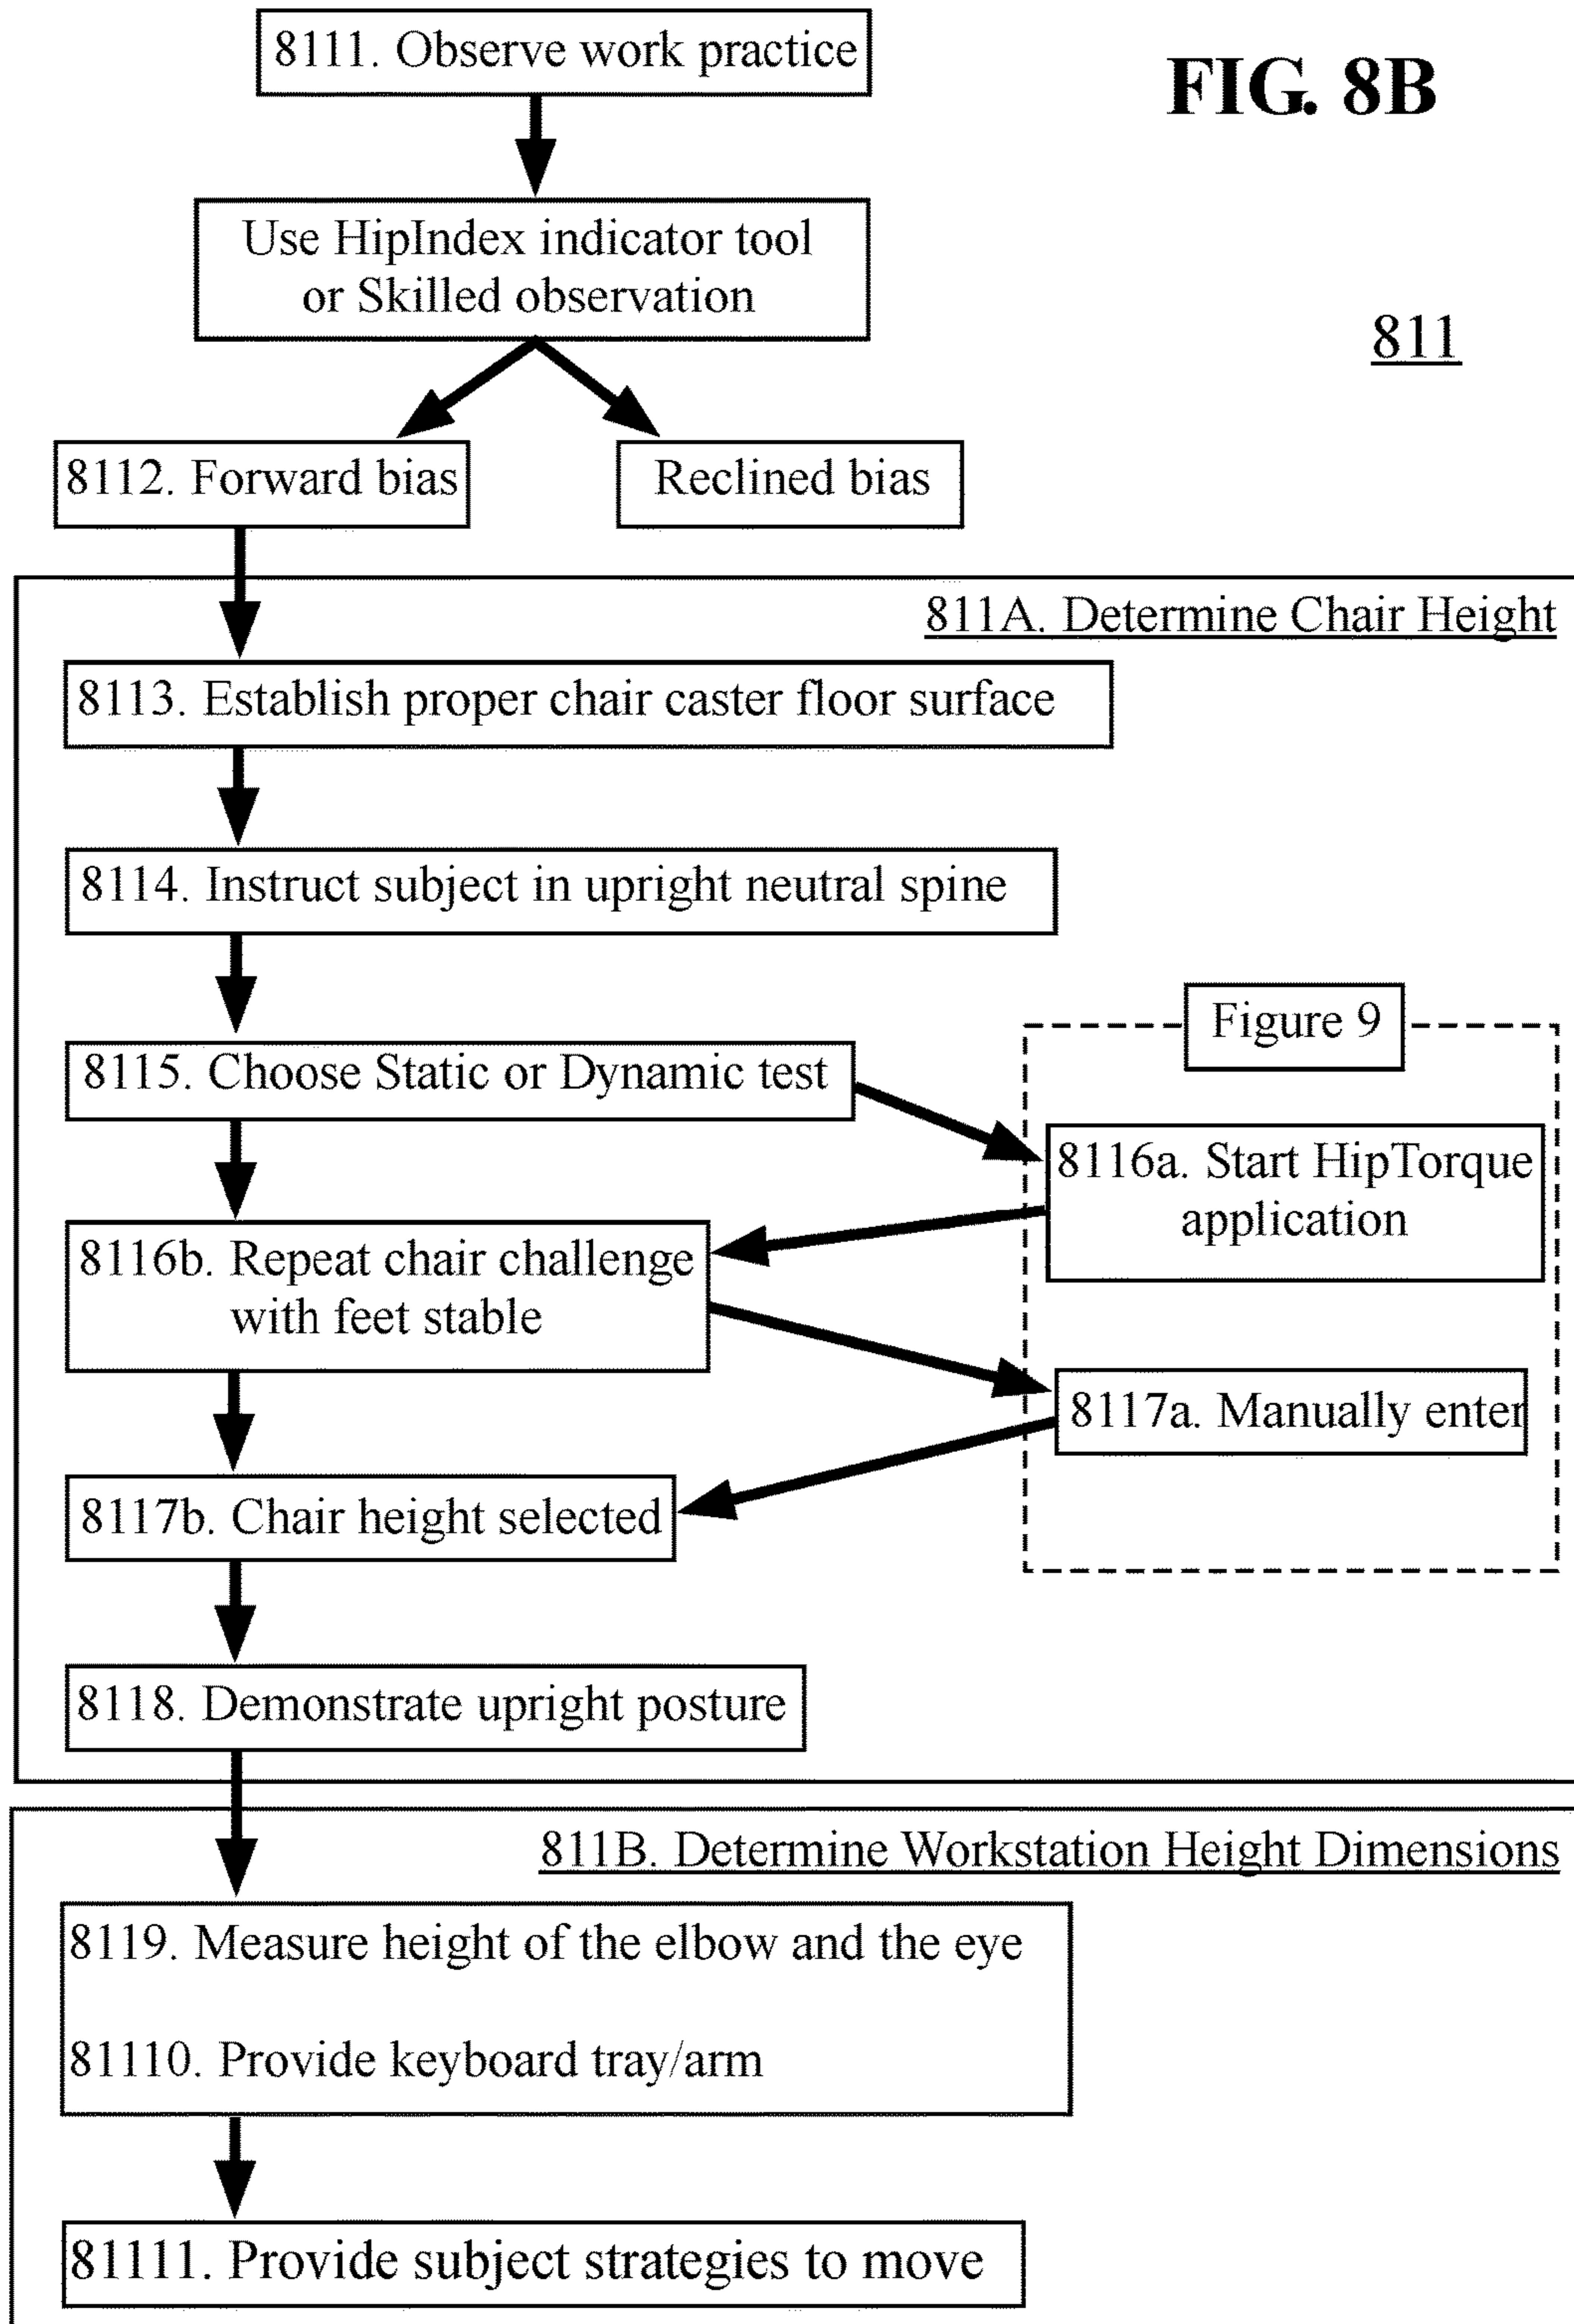 8111. Observe work practice
FIG. 8B
Use HipIndex indicator tool
or Skilled observation
811
8112. Forward bias
Reclined bias
811A. Determine Chair Height
8113. Establish proper chair caster floor surface
8114. Instruct subject in upright neutral spine
Figure 9
8115. Choose Static or Dynamic test
8116a. Start HipTorque
application
8116b. Repeat chair challenge
with feet stable
8117a. Manually enter
8117b. Chair height selected
8118. Demonstrate upright posture
811B. Determine Workstation Height Dimensions
8119. Measure height of the elbow and the eye
81110. Provide keyboard tray/arm
81111. Provide subject strategies to move